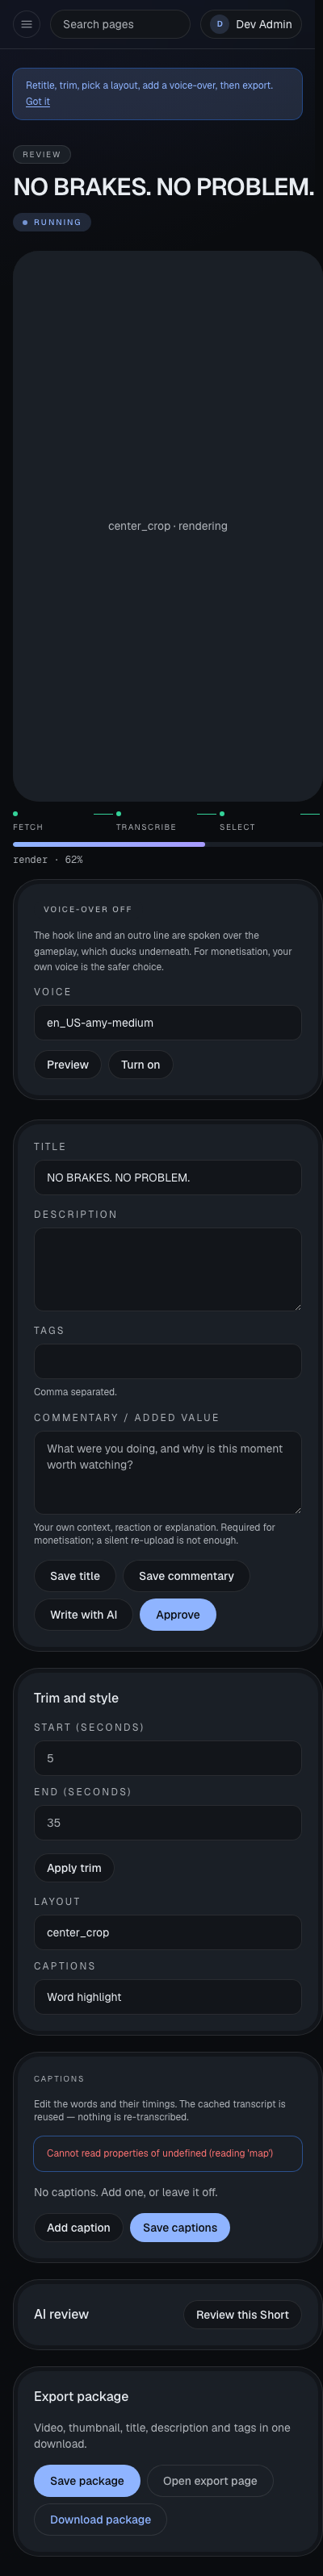 Search pages
D
Dev Admin
Retitle, trim, pick a layout, add a voice-over, then export.
Got it
REVIEW
NO BRAKES. NO PROBLEM.
RUNNING
center_crop · rendering
FETCH
TRANSCRIBE
SELECT
render · 62%
VOICE-OVER OFF
The hook line and an outro line are spoken over the
gameplay, which ducks underneath. For monetisation, your
own voice is the safer choice.
VOICE
en_US-amy-medium
Preview
Turn on
TITLE
NO BRAKES. NO PROBLEM.
DESCRIPTION
TAGS
Comma separated.
COMMENTARY / ADDED VALUE
What were you doing, and why is this moment
worth watching?
Your own context, reaction or explanation. Required for
monetisation; a silent re-upload is not enough.
Save title
Save commentary
Write with AI
Approve
Trim and style
START (SECONDS)
5
END (SECONDS)
35
Apply trim
LAYOUT
center_crop
CAPTIONS
Word highlight
CAPTIONS
Edit the words and their timings. The cached transcript is
reused — nothing is re-transcribed.
Cannot read properties of undefined (reading 'map')
No captions. Add one, or leave it off.
Add caption
Save captions
AI review
Review this Short
Export package
Video, thumbnail, title, description and tags in one
download.
Save package
Open export page
Download package